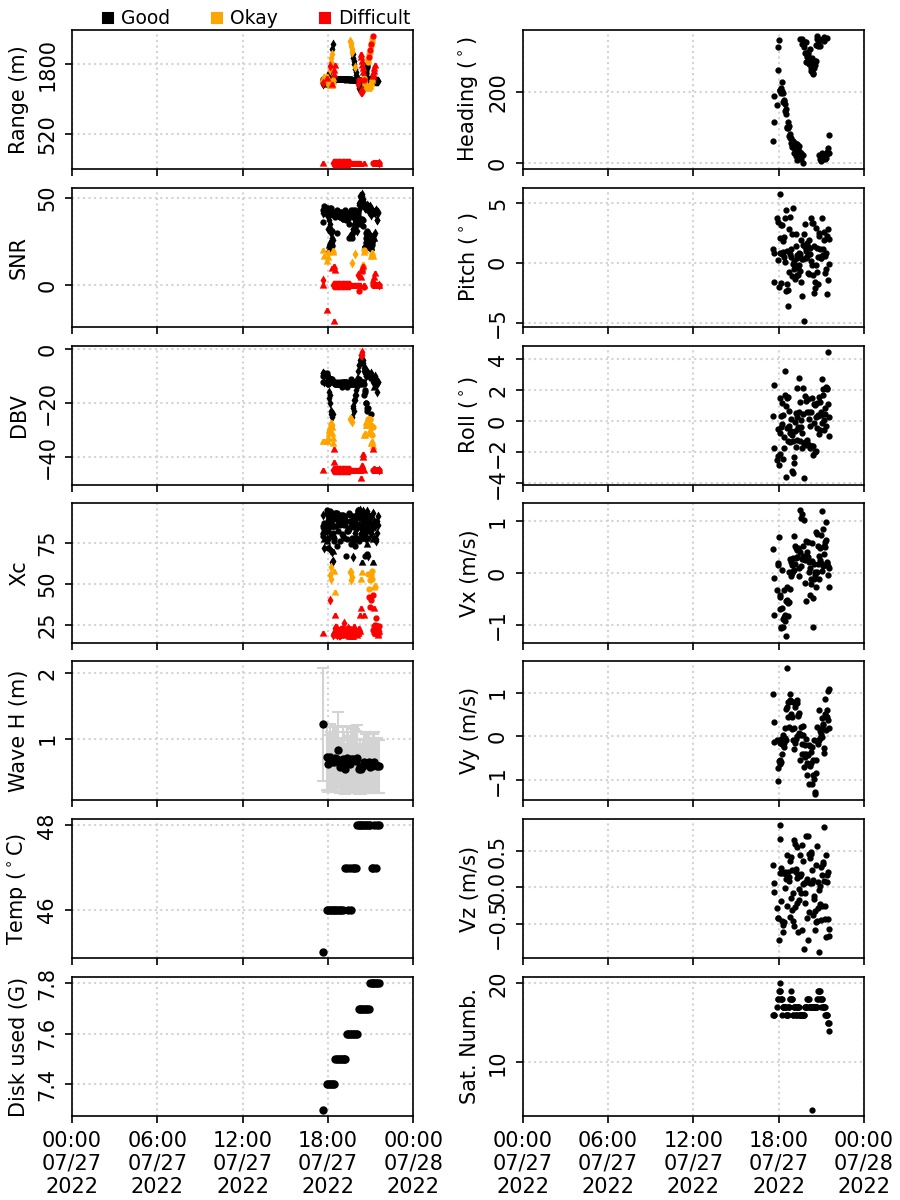 Good Okay Difficult
Range (m)
1800
520
Heading (°)
200
0
SNR
50
0
Pitch (°)
5
0
−5
DBV
0
−20
−40
Roll (°)
4
2
0
−2
−4
Xc
75
50
25
Vx (m/s)
1
0
−1
Wave H (m)
2
1
Vy (m/s)
1
0
−1
Temp (°C)
48
46
Vz (m/s)
0.5
0.0
−0.5
Disk used (G)
7.8
7.6
7.4
Sat. Numb.
20
10
00:00 06:00 12:00 18:00 00:00 00:00 06:00 12:00 18:00 00:00
07/27 07/27 07/27 07/27 07/28 07/27 07/27 07/27 07/27 07/28
2022 2022 2022 2022 2022 2022 2022 2022 2022 2022